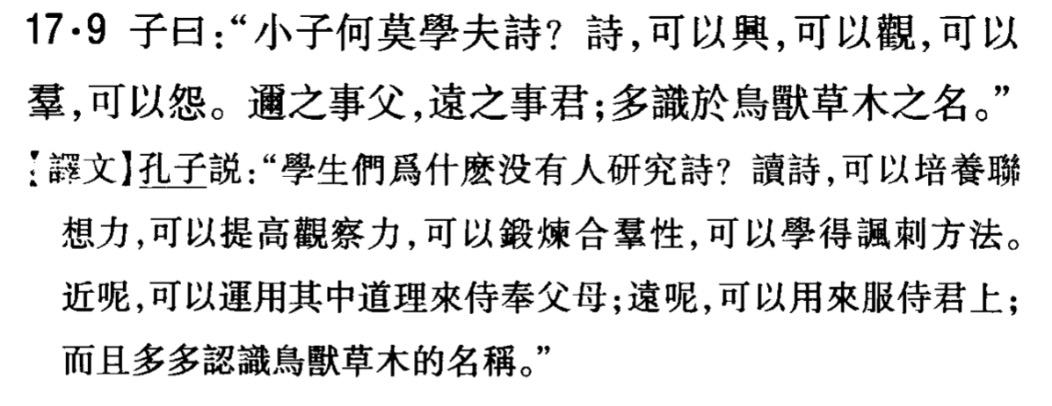 17·9 子曰:“小子何莫學夫詩? 詩,可以興,可以觀,可以
羣,可以怨。邇之事父,遠之事君;多識於鳥獸草木之名。”
【譯文】孔子説:“學生們爲什麽没有人研究詩? 讀詩,可以培養聯
想力,可以提高觀察力,可以鍛煉合羣性,可以學得諷刺方法。
近呢,可以運用其中道理來侍奉父母;遠呢,可以用來服侍君上;
而且多多認識鳥獸草木的名稱。”